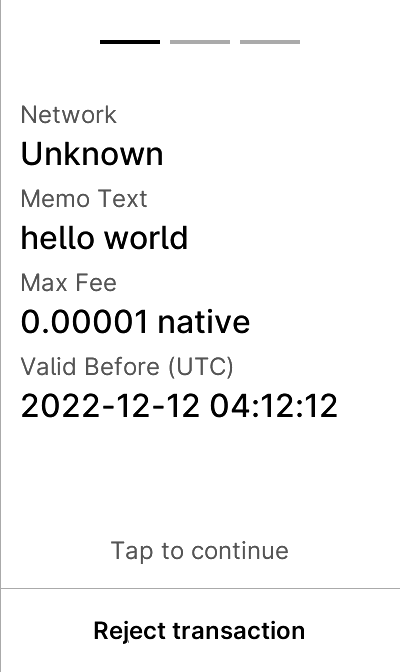 Network
Unknown
Memo Text
hello world
Max Fee
0.00001 native
Valid Before (UTC)
2022-12-12 04:12:12
Tap to continue
Reject transaction